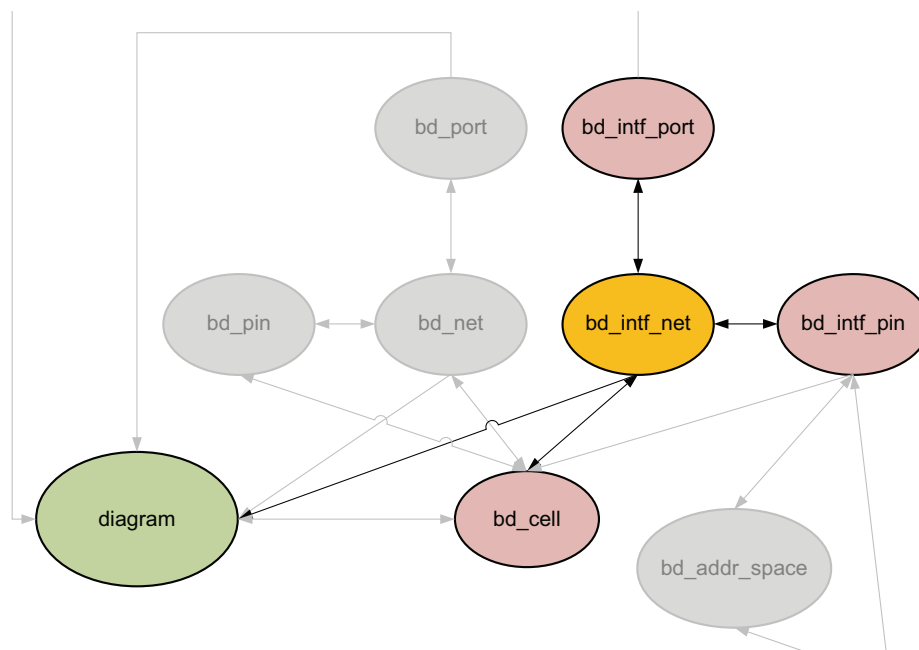 bd_port
bd_intf_port
bd_pin
bd_net
bd_intf_net
bd_intf_pin
diagram
bd_cell
bd_addr_space